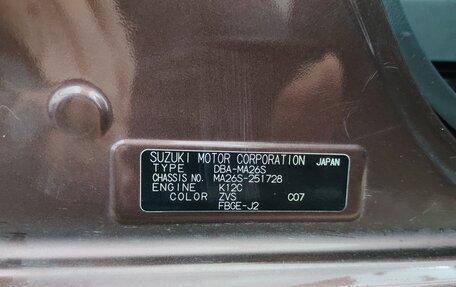 SUZUKI MOTOR CORPORATION JAPAN
TYPE DBA-MA26S
CHASSIS NO. MA26S-251728
ENGINE K12C
COLOR ZVS C07
FBGE-J2